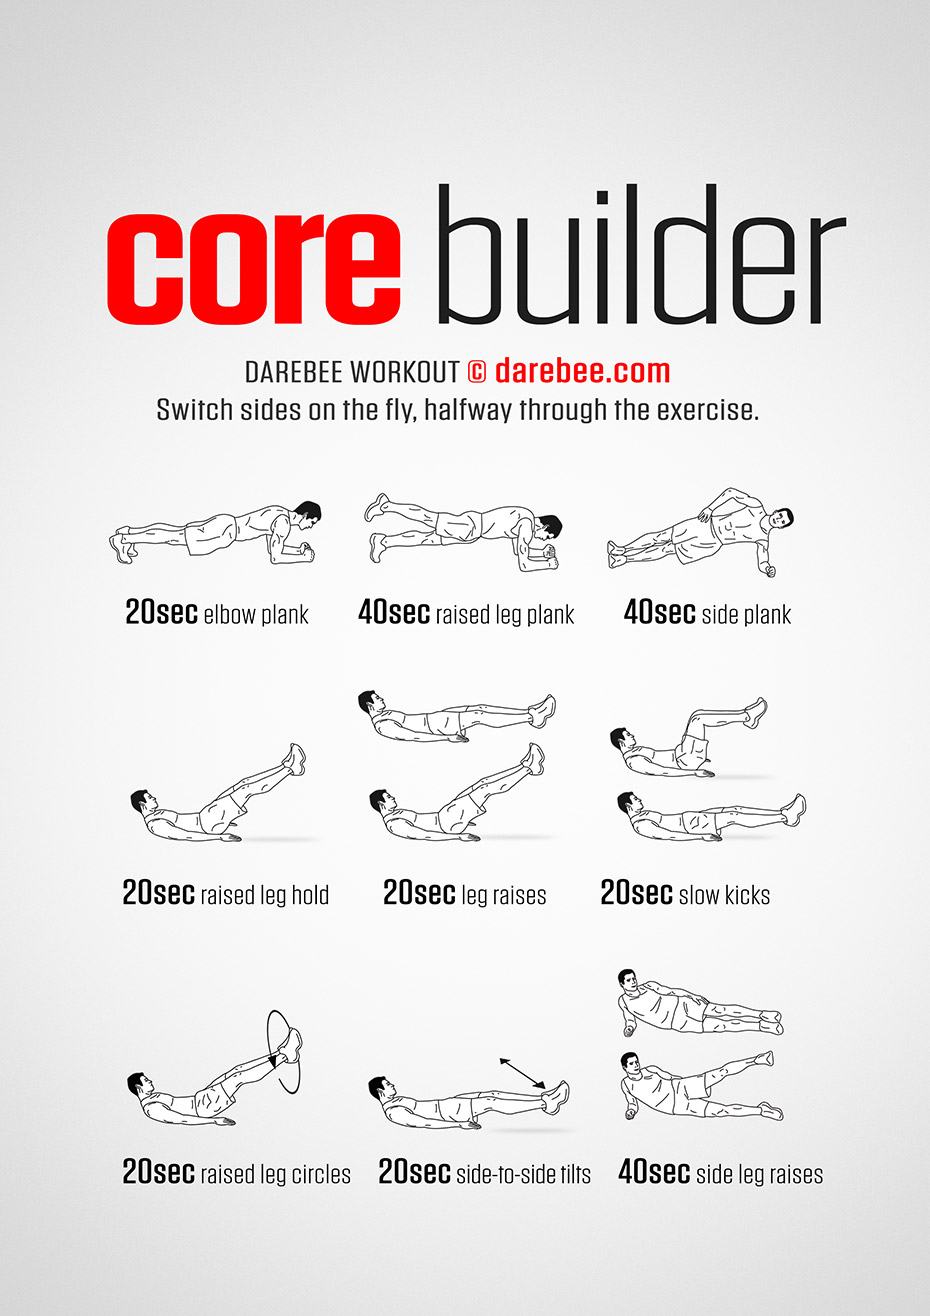 core builder
DAREBEE WORKOUT © darebee.com
Switch sides on the fly, halfway through the exercise.
20sec elbow plank
40sec raised leg plank
40sec side plank
20sec raised leg hold
20sec leg raises
20sec slow kicks
20sec raised leg circles
20sec side-to-side tilts
40sec side leg raises